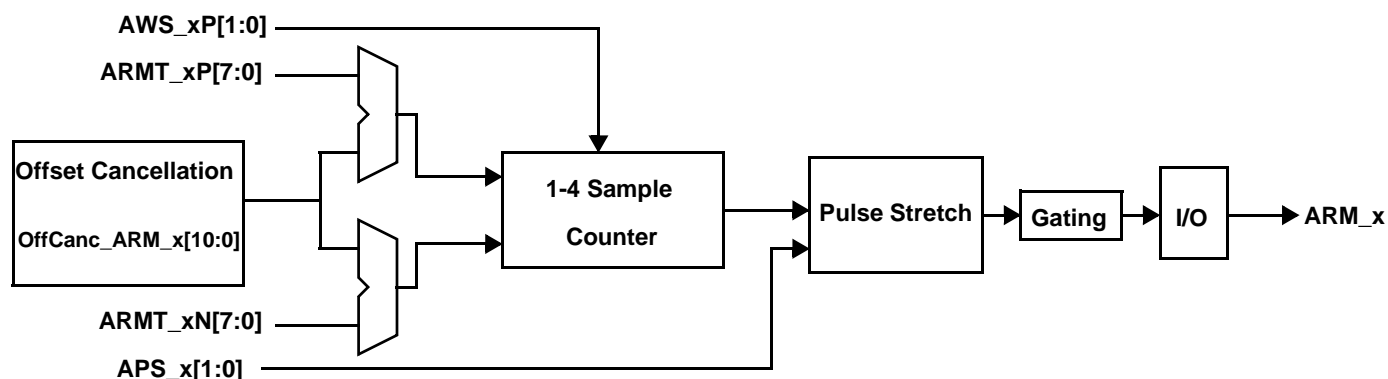 AWS_xP[1:0]
ARMT_xP[7:0]
Offset Cancellation
OffCanc_ARM_x[10:0]
1-4 Sample
Counter
Pulse Stretch
Gating
I/O
ARM_x
ARMT_xN[7:0]
APS_x[1:0]